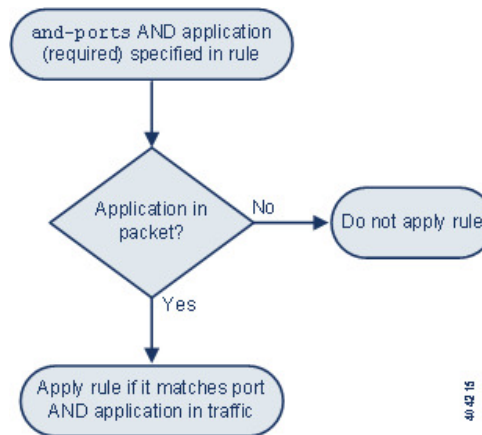 and-ports AND application
(required) specified in rule
Application in
packet?
No
Do not apply rule
Yes
Apply rule if it matches port
AND application in traffic
404215